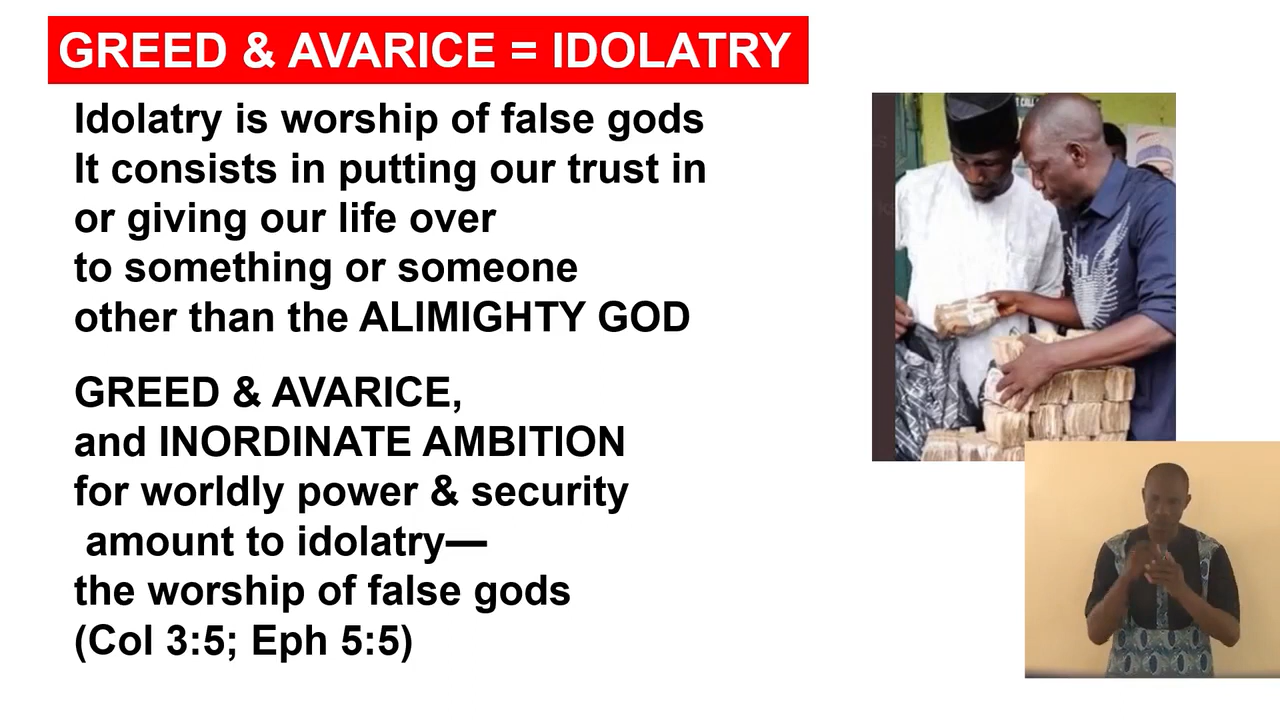 GREED & AVARICE = IDOLATRY
Idolatry is worship of false gods
It consists in putting our trust in
or giving our life over
to something or someone
other than the ALIMIGHTY GOD
GREED & AVARICE,
and INORDINATE AMBITION
for worldly power & security
amount to idolatry—
the worship of false gods
(Col 3:5; Eph 5:5)